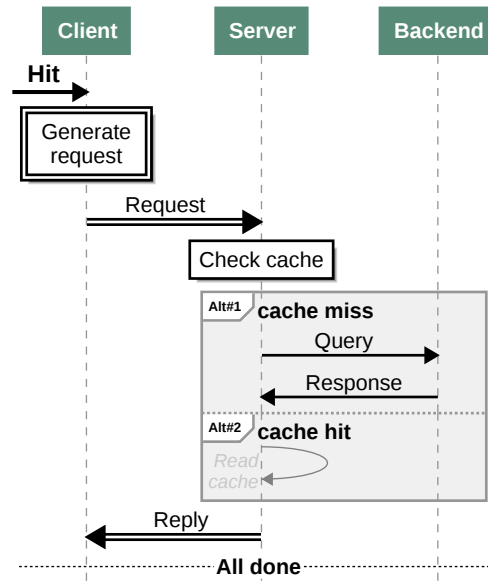 Client
Server
Backend
Hit
Generate
request
Request
Check cache
Alt#1
cache miss
Query
Response
Alt#2
cache hit
Read
cache
Reply
All done